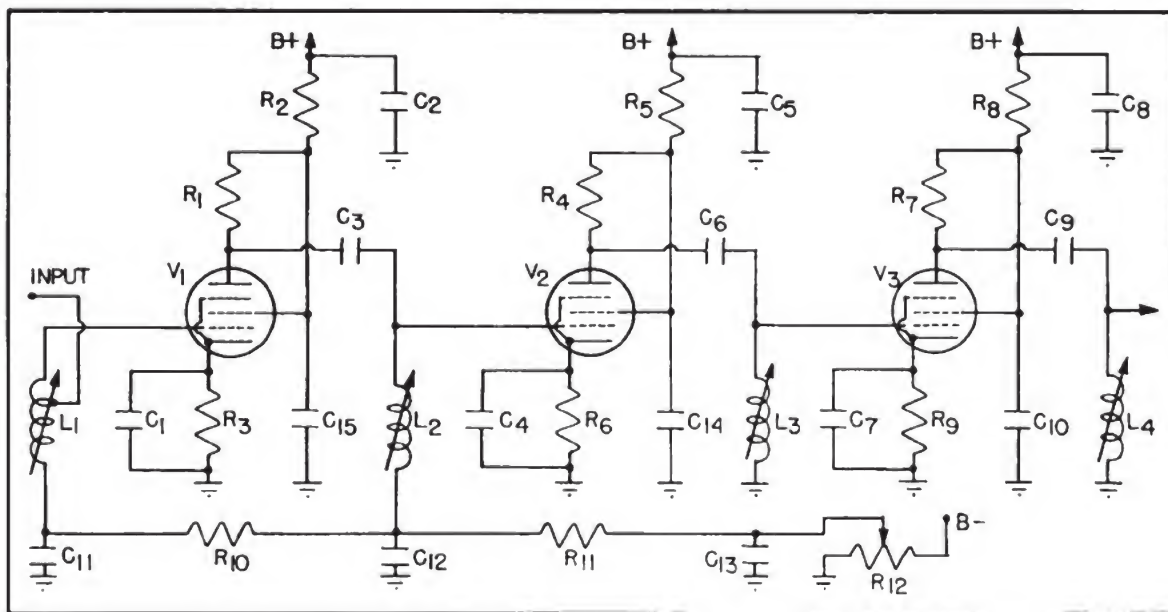 B+ B+ B+
R2 C2 R5 C5 R8 C8
R1 C3 R4 C6 R7 C9
INPUT V1 V2 V3
L1 C1 R3 C15 L2 C4 R6 C14 L3 C7 R9 C10 L4
C11 R10 C12 R11 C13 R12 B-